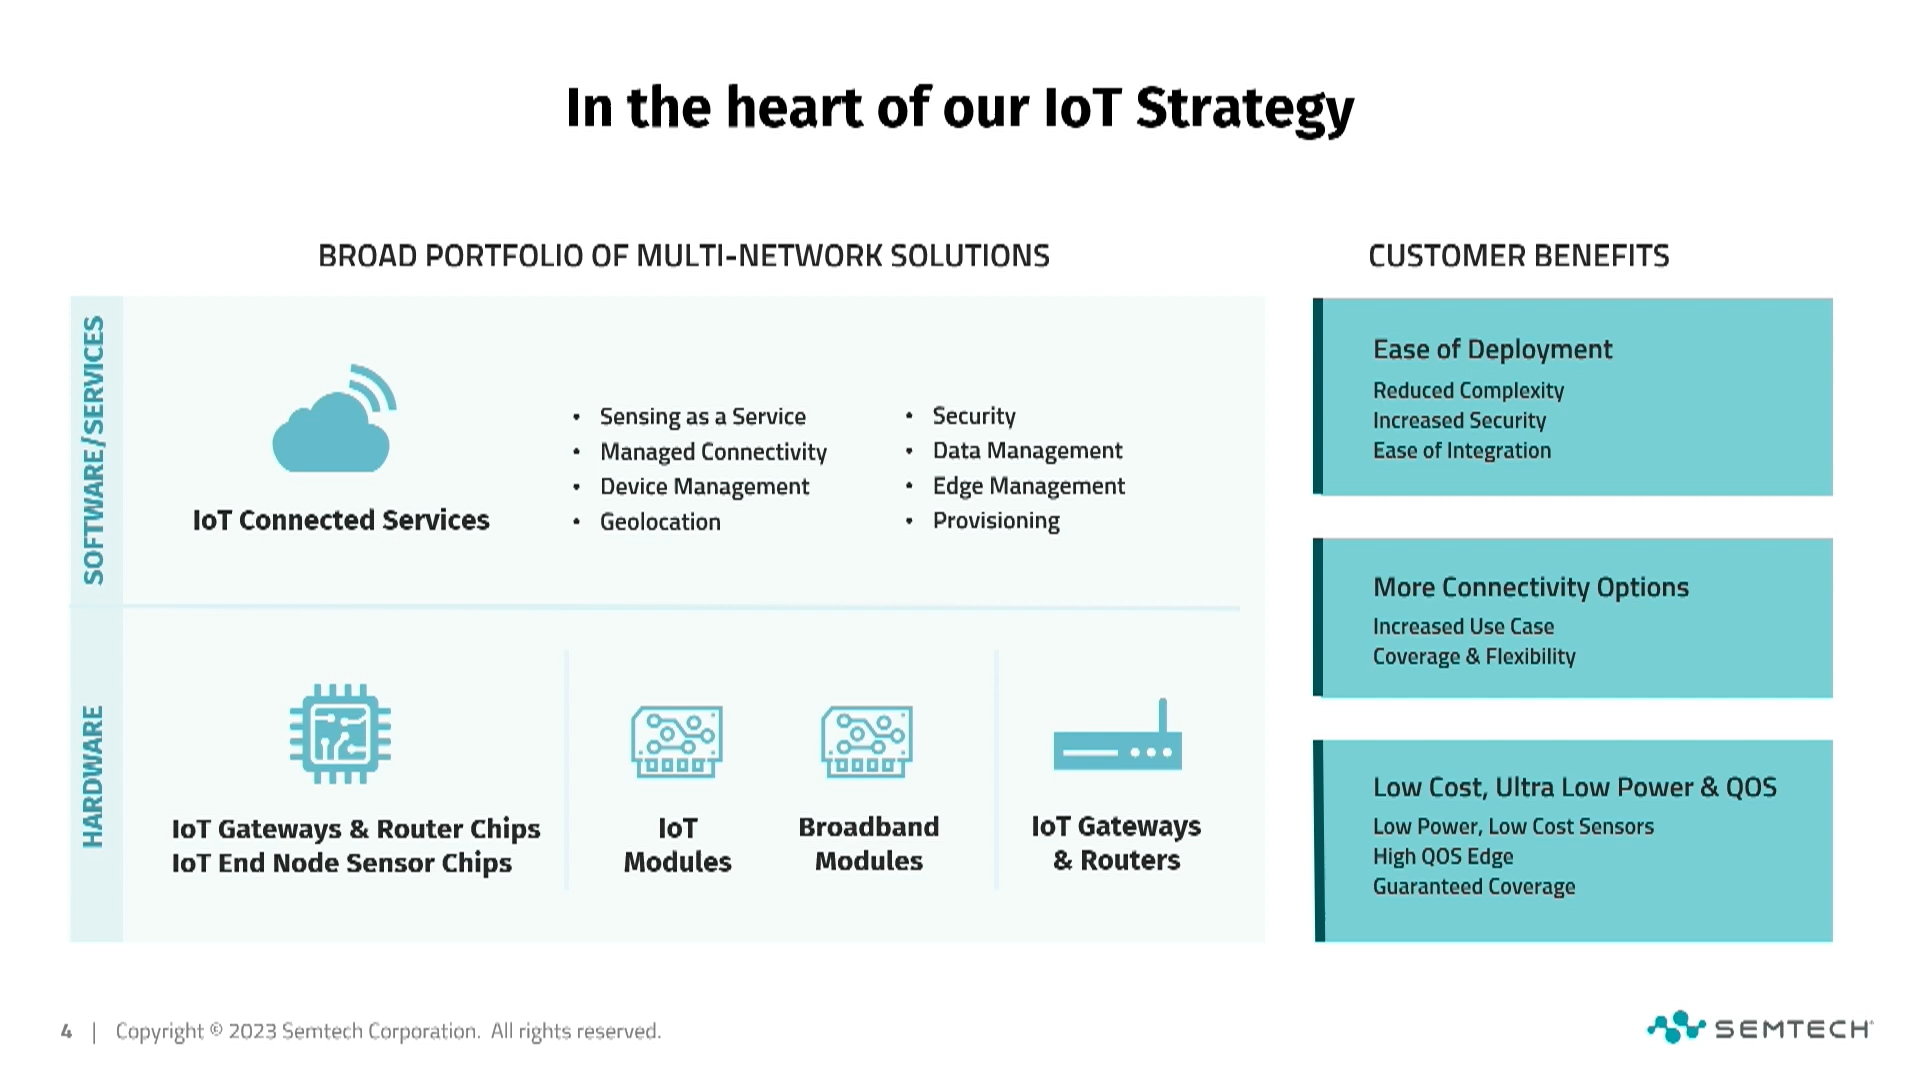 In the heart of our IoT Strategy
BROAD PORTFOLIO OF MULTI-NETWORK SOLUTIONS
SOFTWARE/SERVICES
IoT Connected Services
• Sensing as a Service
• Managed Connectivity
• Device Management
• Geolocation
• Security
• Data Management
• Edge Management
• Provisioning
HARDWARE
IoT Gateways & Router Chips
IoT End Node Sensor Chips
IoT
Modules
Broadband
Modules
IoT Gateways
& Routers
CUSTOMER BENEFITS
Ease of Deployment
Reduced Complexity
Increased Security
Ease of Integration
More Connectivity Options
Increased Use Case
Coverage & Flexibility
Low Cost, Ultra Low Power & QOS
Low Power, Low Cost Sensors
High QOS Edge
Guaranteed Coverage
4 | Copyright © 2023 Semtech Corporation. All rights reserved.
SEMTECH